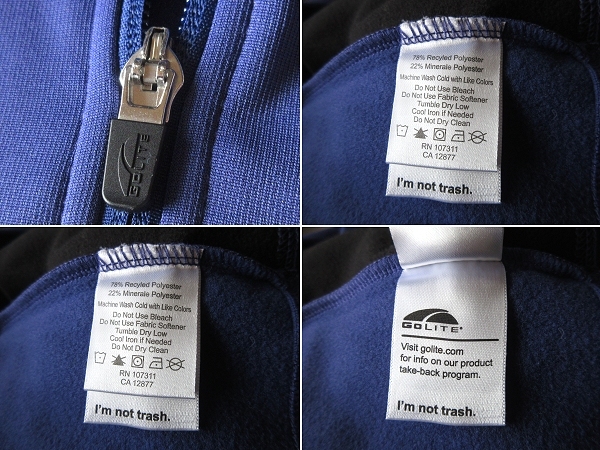 GOLITE
78% Recyled Polyester
22% Minerale Polyester
Machine Wash Cold with Like Colors
Do Not Use Bleach
Do Not Use Fabric Softener
Tumble Dry Low
Cool Iron if Needed
Do Not Dry Clean
RN 107311
CA 12877
I'm not trash.
78% Recyled Polyester
22% Minerale Polyester
Machine Wash Cold with Like Colors
Do Not Use Bleach
Do Not Use Fabric Softener
Tumble Dry Low
Cool Iron if Needed
Do Not Dry Clean
RN 107311
CA 12877
I'm not trash.
GOLITE®
Visit golite.com
for info on our product
take-back program.
I'm not trash.